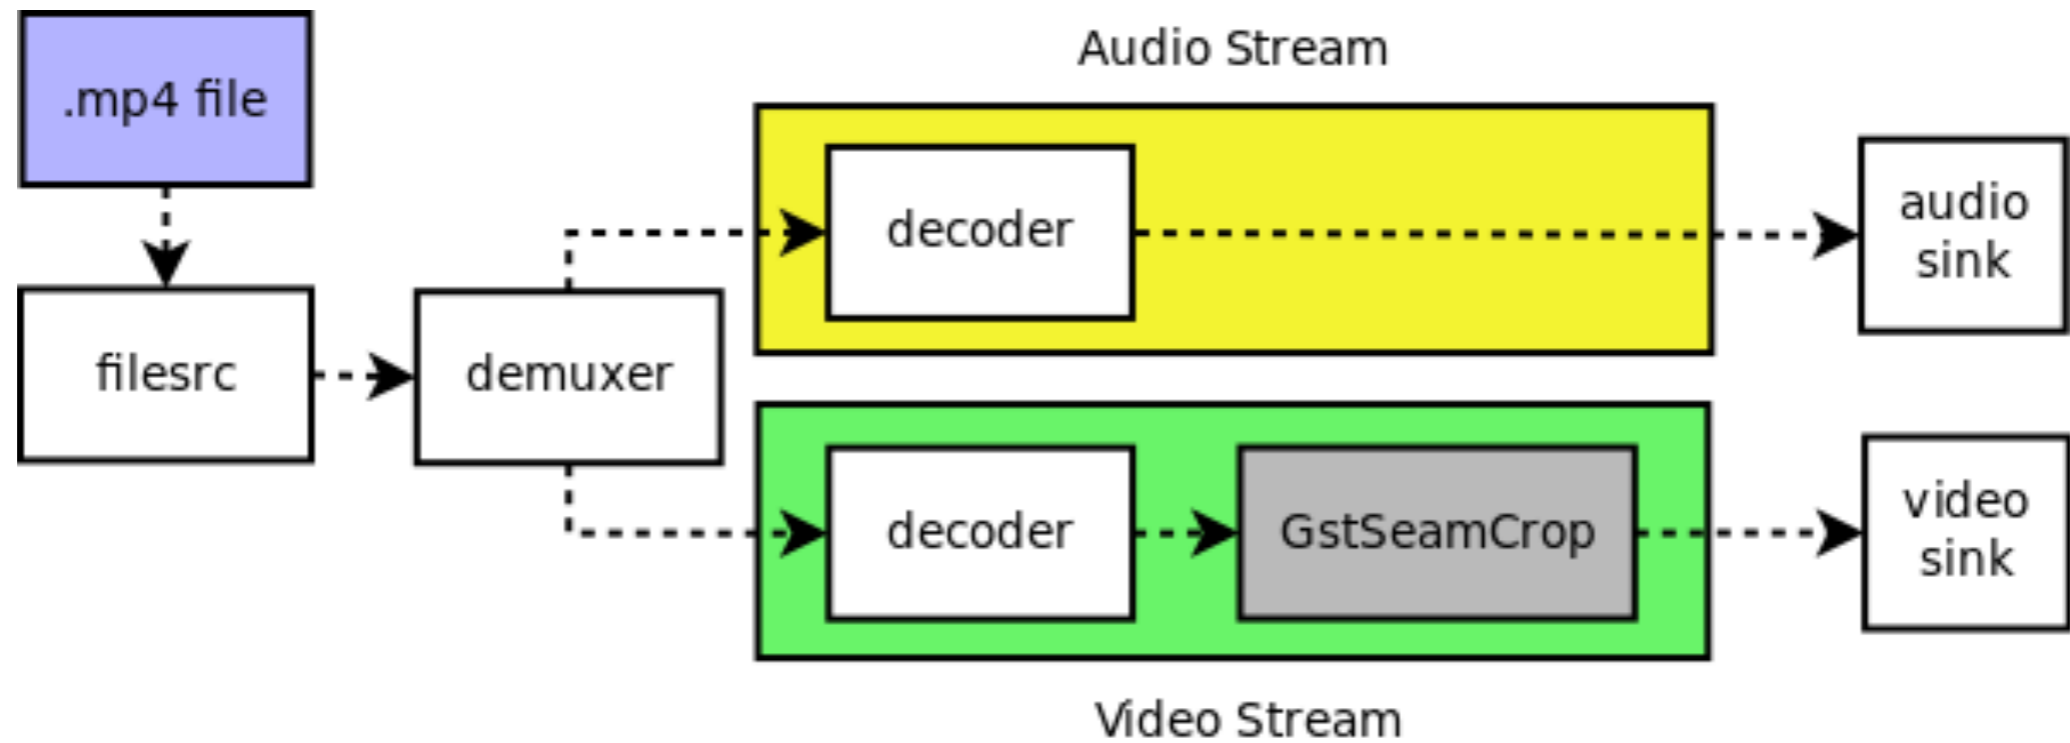 .mp4 file
Audio Stream
decoder
audio
sink
filesrc
demuxer
decoder
GstSeamCrop
video
sink
Video Stream